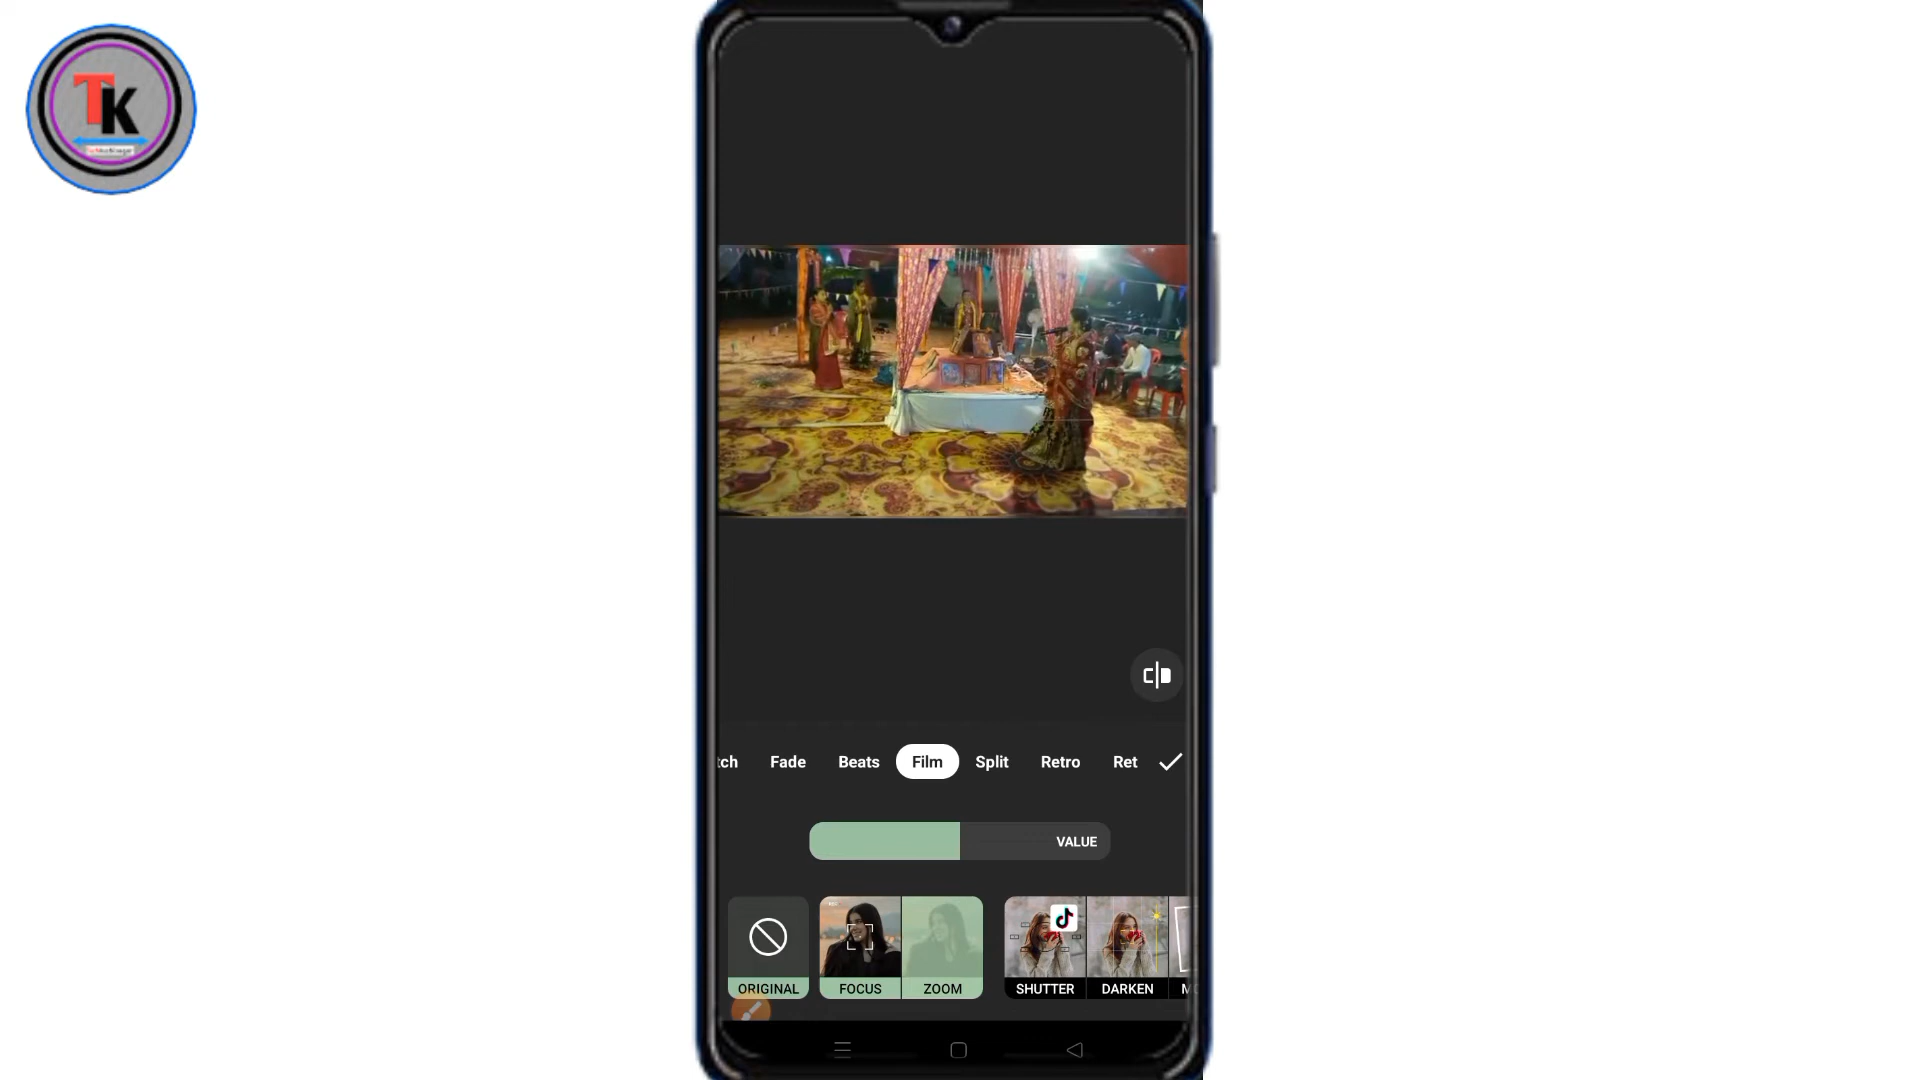 TK
tch Fade Beats Film Split Retro Ret
VALUE
ORIGINAL FOCUS ZOOM SHUTTER DARKEN